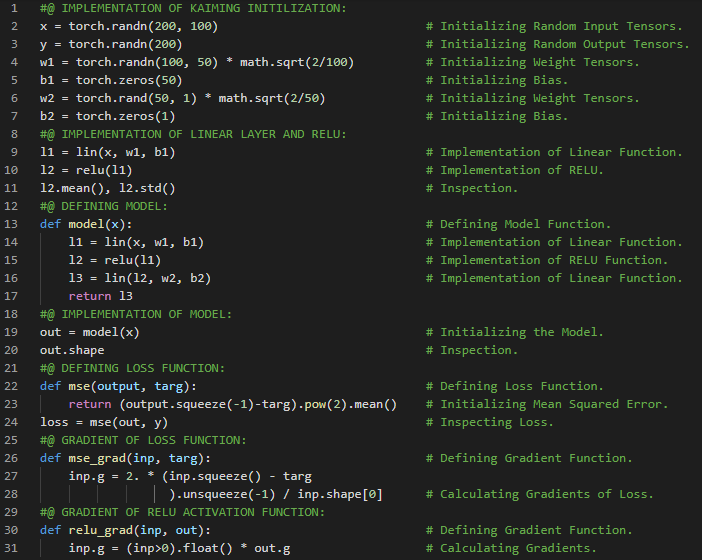 1 #@ IMPLEMENTATION OF KAIMING INITILIZATION:
2 x = torch.randn(200, 100) # Initializing Random Input Tensors.
3 y = torch.randn(200) # Initializing Random Output Tensors.
4 w1 = torch.randn(100, 50) * math.sqrt(2/100) # Initializing Weight Tensors.
5 b1 = torch.zeros(50) # Initializing Bias.
6 w2 = torch.rand(50, 1) * math.sqrt(2/50) # Initializing Weight Tensors.
7 b2 = torch.zeros(1) # Initializing Bias.
8 #@ IMPLEMENTATION OF LINEAR LAYER AND RELU:
9 l1 = lin(x, w1, b1) # Implementation of Linear Function.
10 l2 = relu(l1) # Implementation of RELU.
11 l2.mean(), l2.std() # Inspection.
12 #@ DEFINING MODEL:
13 def model(x): # Defining Model Function.
14 l1 = lin(x, w1, b1) # Implementation of Linear Function.
15 l2 = relu(l1) # Implementation of RELU Function.
16 l3 = lin(l2, w2, b2) # Implementation of Linear Function.
17 return l3
18 #@ IMPLEMENTATION OF MODEL:
19 out = model(x) # Initializing the Model.
20 out.shape # Inspection.
21 #@ DEFINING LOSS FUNCTION:
22 def mse(output, targ): # Defining Loss Function.
23 return (output.squeeze(-1)-targ).pow(2).mean() # Initializing Mean Squared Error.
24 loss = mse(out, y) # Inspecting Loss.
25 #@ GRADIENT OF LOSS FUNCTION:
26 def mse_grad(inp, targ): # Defining Gradient Function.
27 inp.g = 2. * (inp.squeeze() - targ
28 ).unsqueeze(-1) / inp.shape[0] # Calculating Gradients of Loss.
29 #@ GRADIENT OF RELU ACTIVATION FUNCTION:
30 def relu_grad(inp, out): # Defining Gradient Function.
31 inp.g = (inp>0).float() * out.g # Calculating Gradients.